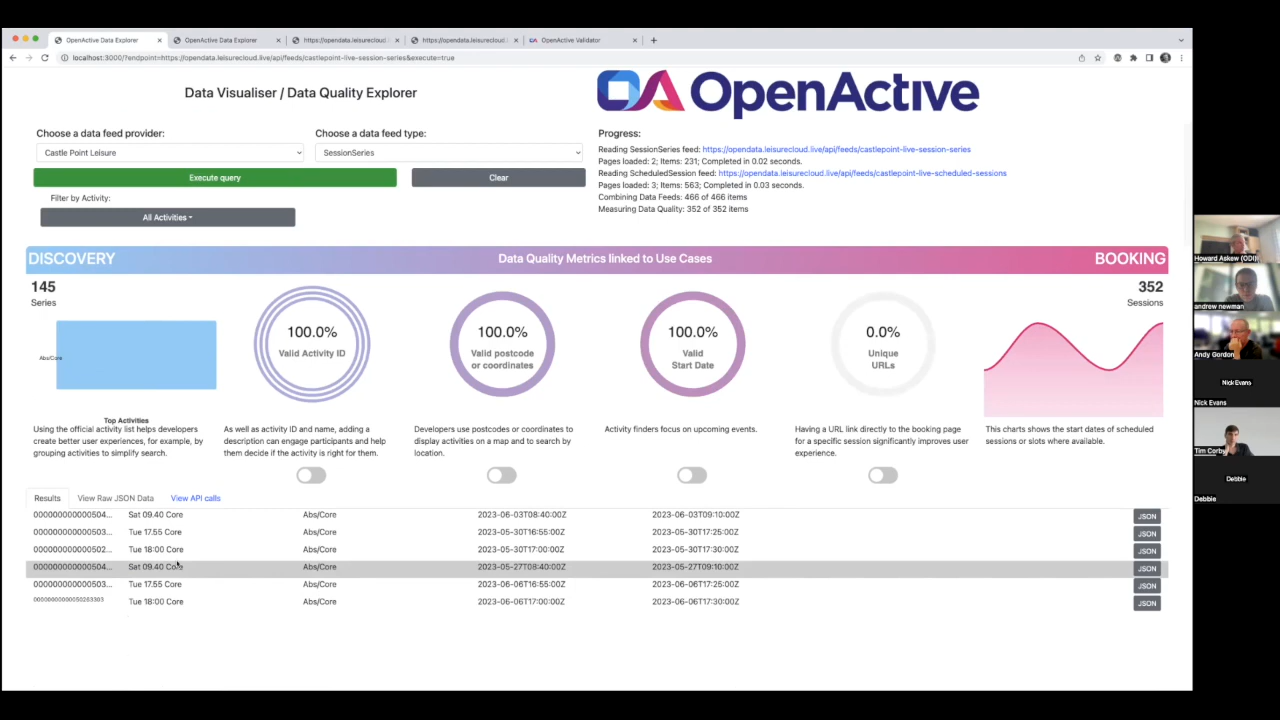 OpenActive Data Explorer
OpenActive Data Explorer
https://opendata.leisurecloud.l
https://opendata.leisurecloud.l
OpenActive Validator
localhost:3000/?endpoint=https://opendata.leisurecloud.live/api/feeds/castlepoint-live-session-series&execute=true
Data Visualiser / Data Quality Explorer
OpenActive
Choose a data feed provider:
Choose a data feed type:
Castle Point Leisure
SessionSeries
Execute query
Clear
Filter by Activity:
All Activities
Progress:
Reading SessionSeries feed: https://opendata.leisurecloud.live/api/feeds/castlepoint-live-session-series
Pages loaded: 2; Items: 231; Completed in 0.02 seconds.
Reading ScheduledSession feed: https://opendata.leisurecloud.live/api/feeds/castlepoint-live-scheduled-sessions
Pages loaded: 3; Items: 563; Completed in 0.03 seconds.
Combining Data Feeds: 466 of 466 items
Measuring Data Quality: 352 of 352 items
DISCOVERY
Data Quality Metrics linked to Use Cases
BOOKING
145
Series
Abs/Core
Top Activities
Using the official activity list helps developers
create better user experiences, for example, by
grouping activities to simplify search.
100.0%
Valid Activity ID
As well as activity ID and name, adding a
description can engage participants and help
them decide if the activity is right for them.
100.0%
Valid postcode
or coordinates
Developers use postcodes or coordinates to
display activities on a map and to search by
location.
100.0%
Valid
Start Date
Activity finders focus on upcoming events.
0.0%
Unique
URLs
Having a URL link directly to the booking page
for a specific session significantly improves user
experience.
352
Sessions
This charts shows the start dates of scheduled
sessions or slots where available.
Results
View Raw JSON Data
View API calls
000000000000504... Sat 09.40 Core Abs/Core 2023-06-03T08:40:00Z 2023-06-03T09:10:00Z JSON
000000000000503... Tue 17.55 Core Abs/Core 2023-05-30T16:55:00Z 2023-05-30T17:25:00Z JSON
000000000000502... Tue 18:00 Core Abs/Core 2023-05-30T17:00:00Z 2023-05-30T17:30:00Z JSON
000000000000504... Sat 09.40 Core Abs/Core 2023-05-27T08:40:00Z 2023-05-27T09:10:00Z JSON
000000000000503... Tue 17.55 Core Abs/Core 2023-06-06T16:55:00Z 2023-06-06T17:25:00Z JSON
00000000000050263303 Tue 18:00 Core Abs/Core 2023-06-06T17:00:00Z 2023-06-06T17:30:00Z JSON
Howard Askew (ODI)
andrew newman
Andy Gordon
Nick Evans
Nick Evans
Tim Corby
Debbie
Debbie